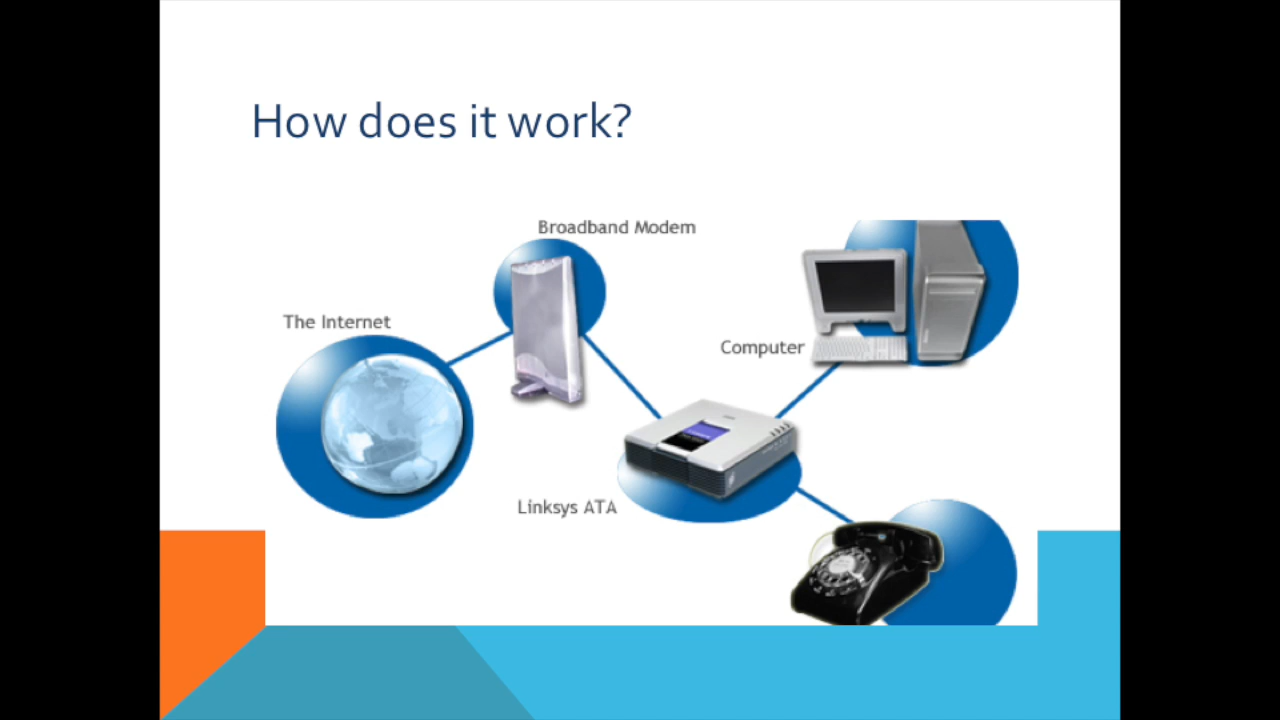 How does it work?
Broadband Modem
The Internet
Computer
Linksys ATA